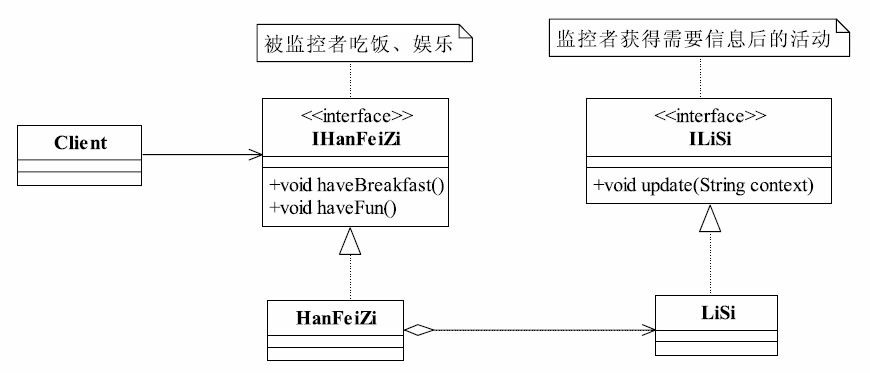 被监控者吃饭、娱乐
监控者获得需要信息后的活动
Client
<<interface>>
IHanFeiZi
+void haveBreakfast()
+void haveFun()
<<interface>>
ILiSi
+void update(String context)
HanFeiZi
LiSi